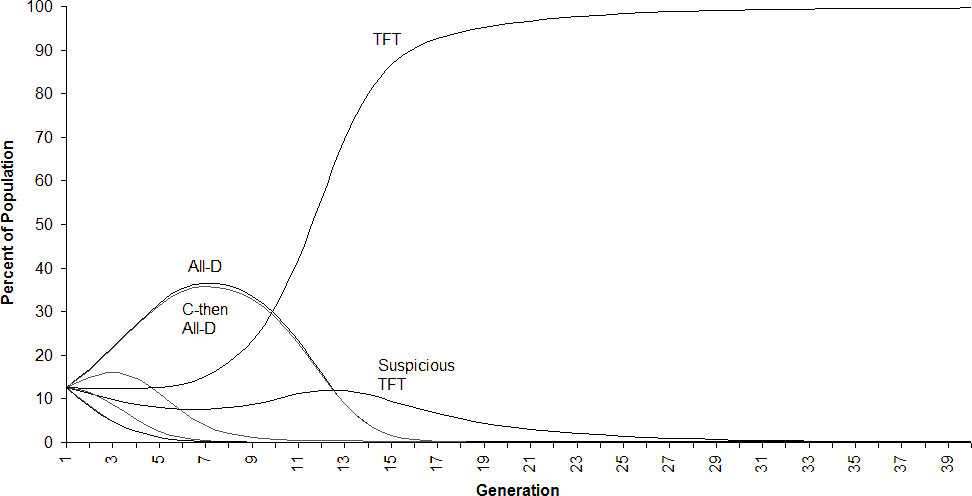 100
90
80
70
60
50
40
30
20
10
0
Percent of Population
TFT
All-D
C-then
All-D
Suspicious
TFT
1 3 5 7 9 11 13 15 17 19 21 23 25 27 29 31 33 35 37 39
Generation